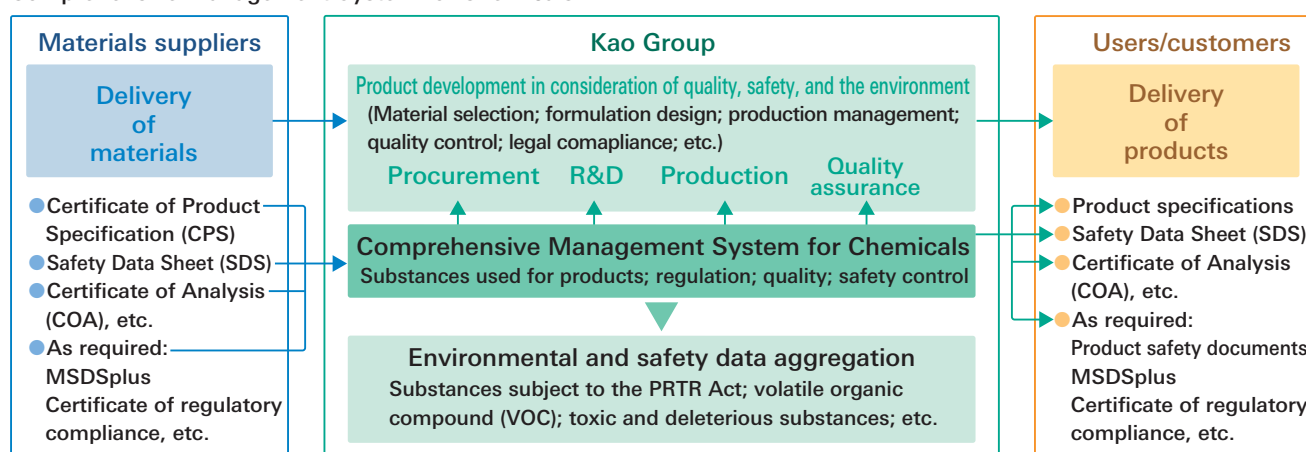 Materials suppliers
Delivery
of
materials
Certificate of Product
Specification (CPS)
Safety Data Sheet (SDS)
Certificate of Analysis
(COA), etc.
As required:
MSDSplus
Certificate of regulatory
compliance, etc.
Kao Group
Product development in consideration of quality, safety, and the environment
(Material selection; formulation design; production management;
quality control; legal comapliance; etc.)
Procurement R&D Production Quality
assurance
Comprehensive Management System for Chemicals
Substances used for products; regulation; quality; safety control
Environmental and safety data aggregation
Substances subject to the PRTR Act; volatile organic
compound (VOC); toxic and deleterious substances; etc.
Users/customers
Delivery
of
products
Product specifications
Safety Data Sheet (SDS)
Certificate of Analysis
(COA), etc.
As required:
Product safety documents
MSDSplus
Certificate of regulatory
compliance, etc.